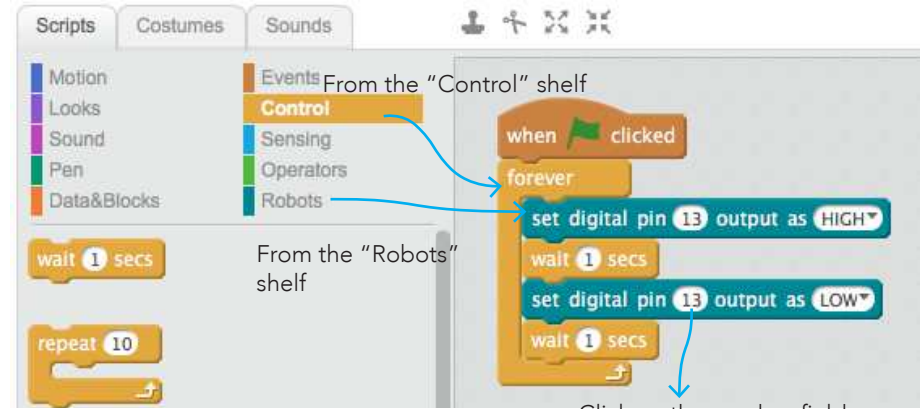 Scripts
Costumes
Sounds
Motion
Looks
Sound
Pen
Data&Blocks
Events
Control
Sensing
Operators
Robots
From the “Control” shelf
From the “Robots”
shelf
wait 1 secs
repeat 10
when clicked
forever
set digital pin 13 output as HIGH
wait 1 secs
set digital pin 13 output as LOW
wait 1 secs